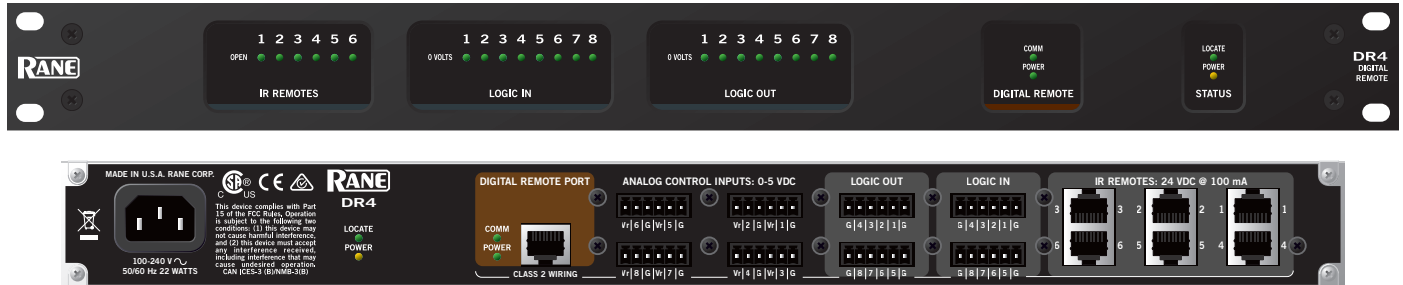 1 2 3 4 5 6
OPEN
IR REMOTES
1 2 3 4 5 6 7 8
0 VOLTS
LOGIC IN
1 2 3 4 5 6 7 8
0 VOLTS
LOGIC OUT
COMM
POWER
DIGITAL REMOTE
LOCATE
POWER
STATUS
RANE
DR4
DIGITAL
REMOTE
MADE IN U.S.A. RANE CORP.
100-240 V
50/60 Hz 22 WATTS
C US
®
CE
RANE
DR4
This device complies with Part
15 of the FCC Rules. Operation
is subject to the following two
conditions: (1) this device may
not cause harmful interference,
and (2) this device must accept
any interference received,
including interference that may
cause undesired operation.
CAN ICES-3 (B)/NMB-3(B)
LOCATE
POWER
DIGITAL REMOTE PORT
COMM
POWER
CLASS 2 WIRING
ANALOG CONTROL INPUTS: 0-5 VDC
Vr 6 G Vr 5 G
Vr 2 G Vr 1 G
Vr 8 G Vr 7 G
Vr 4 G Vr 3 G
LOGIC OUT
G 4 3 2 1 G
G 8 7 6 5 G
LOGIC IN
G 4 3 2 1 G
G 8 7 6 5 G
IR REMOTES: 24 VDC @ 100 mA
3 3 2 2 1 1
6 6 5 5 4 4